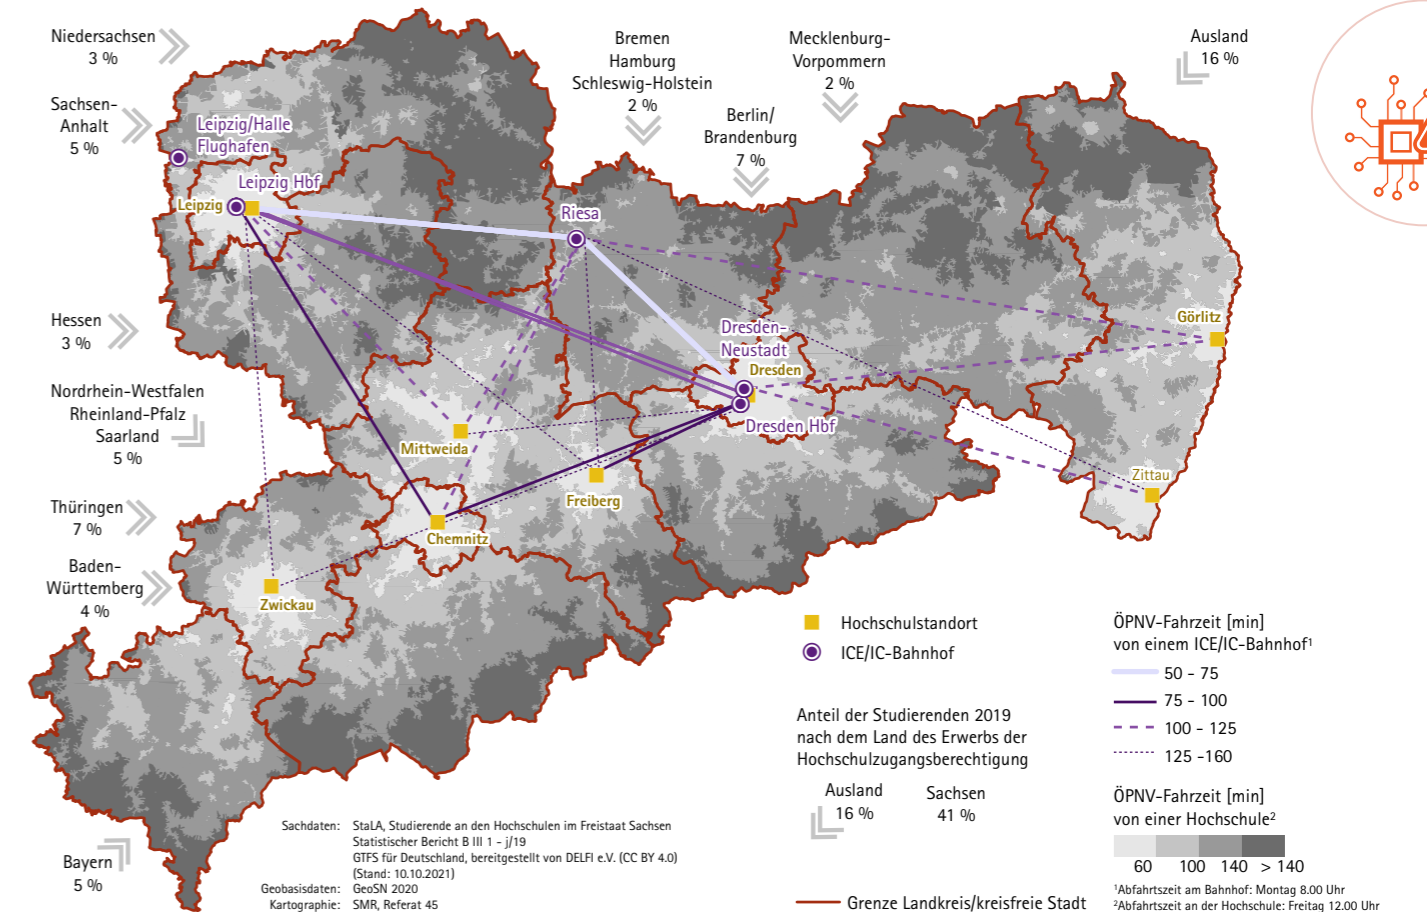 Niedersachsen
3 %
Sachsen-
Anhalt
5 %
Bremen
Hamburg
Schleswig-Holstein
2 %
Mecklenburg-
Vorpommern
2 %
Berlin/
Brandenburg
7 %
Ausland
16 %
Leipzig/Halle
Flughafen
Leipzig Hbf
Leipzig
Riesa
Hessen
3 %
Dresden-
Neustadt
Dresden
Dresden Hbf
Görlitz
Nordrhein-Westfalen
Rheinland-Pfalz
Saarland
5 %
Mittweida
Freiberg
Zittau
Chemnitz
Thüringen
7 %
Baden-
Württemberg
4 %
Zwickau
Bayern
5 %
Hochschulstandort
ICE/IC-Bahnhof
Anteil der Studierenden 2019
nach dem Land des Erwerbs der
Hochschulzugangsberechtigung
Ausland
16 %
Sachsen
41 %
Grenze Landkreis/kreisfreie Stadt
ÖPNV-Fahrzeit [min]
von einem ICE/IC-Bahnhof¹
50 - 75
75 - 100
100 - 125
125 -160
ÖPNV-Fahrzeit [min]
von einer Hochschule²
60 100 140 > 140
¹Abfahrtszeit am Bahnhof: Montag 8.00 Uhr
²Abfahrtszeit an der Hochschule: Freitag 12.00 Uhr
Sachdaten: StaLA, Studierende an den Hochschulen im Freistaat Sachsen
Statistischer Bericht B III 1 - j/19
GTFS für Deutschland, bereitgestellt von DELFI e.V. (CC BY 4.0)
(Stand: 10.10.2021)
Geobasisdaten: GeoSN 2020
Kartographie: SMR, Referat 45